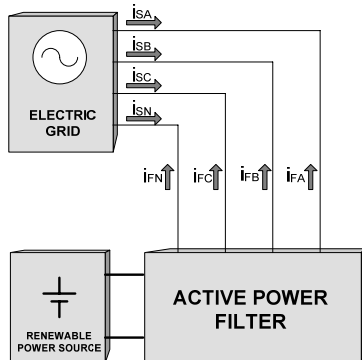 iSA
iSB
iSC
iSN
ELECTRIC
GRID
iFN
iFC
iFB
iFA
RENEWABLE
POWER SOURCE
ACTIVE POWER
FILTER